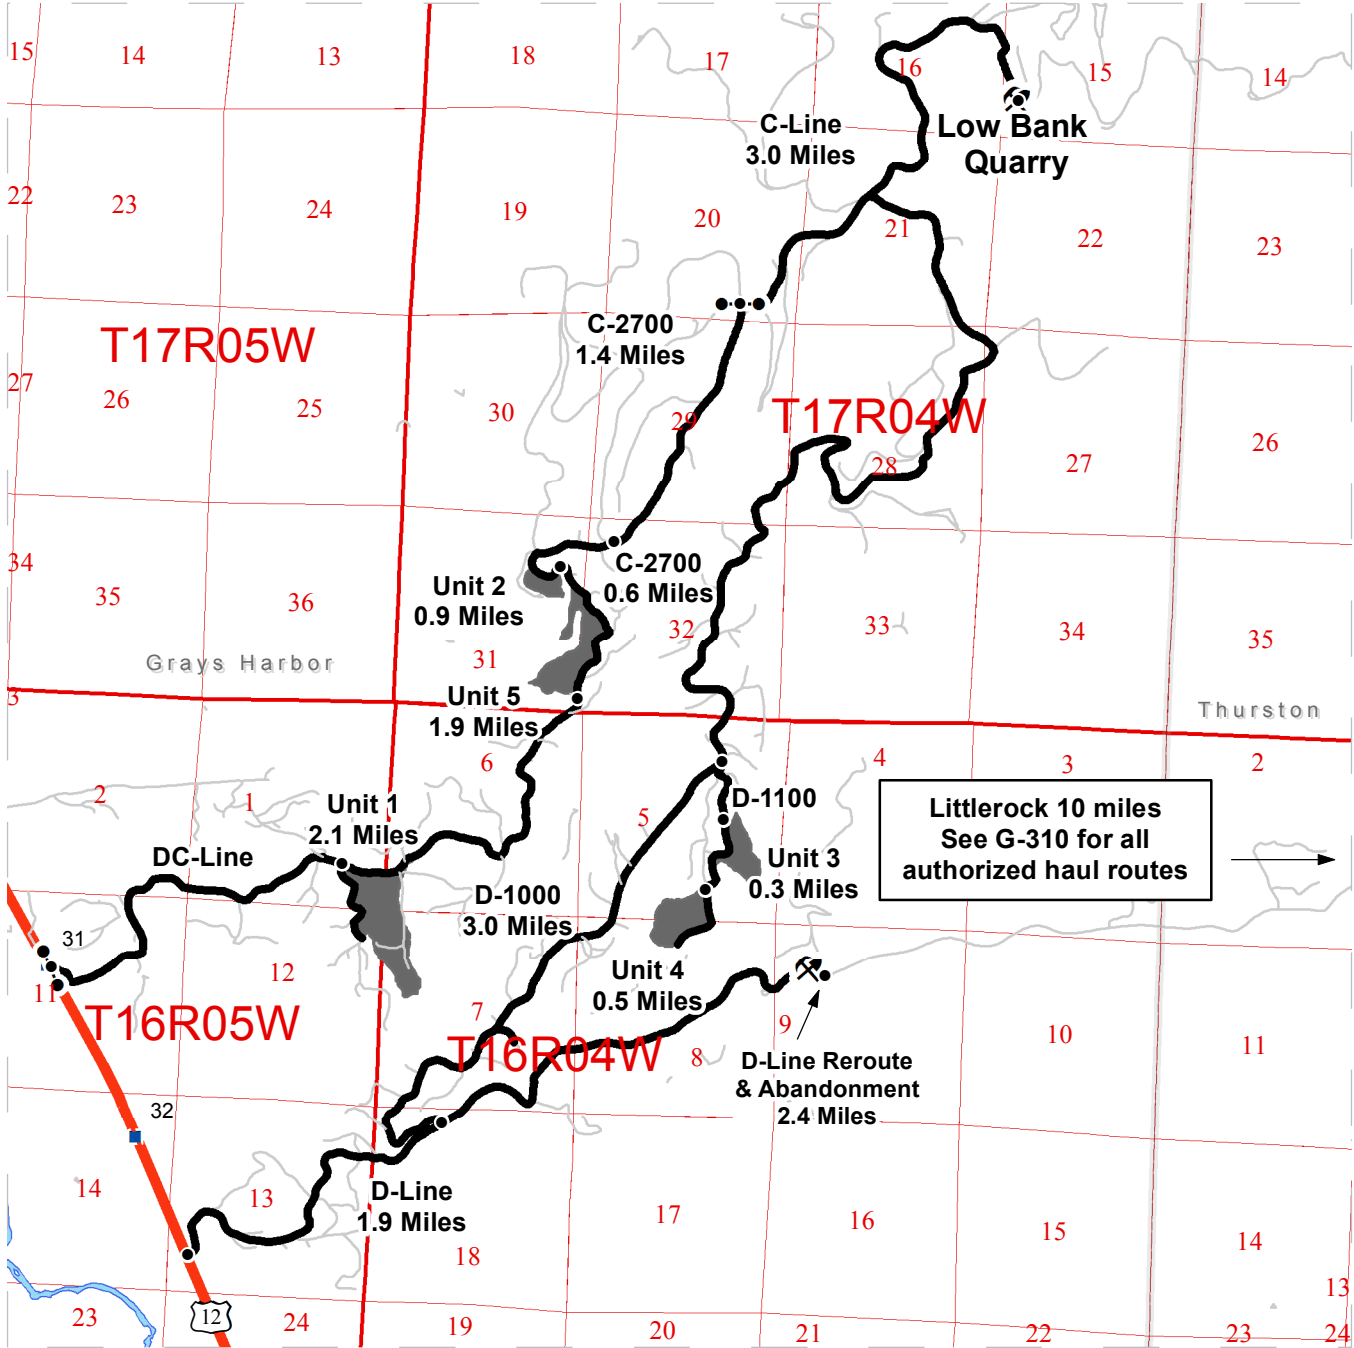 15
14
13
18
17
16
15
14
C-Line
3.0 Miles
Low Bank
Quarry
22
23
24
19
20
21
22
23
T17R05W
C-2700
1.4 Miles
27
26
25
30
29
T17R04W
28
27
26
34
35
36
Unit 2
0.9 Miles
C-2700
0.6 Miles
32
33
34
35
Grays Harbor
31
3
Unit 5
1.9 Miles
Thurston
6
4
3
2
2
1
Unit 1
2.1 Miles
5
D-1100
Littlerock 10 miles
See G-310 for all
authorized haul routes
DC-Line
Unit 3
0.3 Miles
D-1000
3.0 Miles
31
11
12
Unit 4
0.5 Miles
T16R05W
7
T16R04W
8
9
10
11
D-Line Reroute
& Abandonment
2.4 Miles
32
14
13
D-Line
1.9 Miles
18
17
16
15
14
13
23
12
24
19
20
21
22
23
24